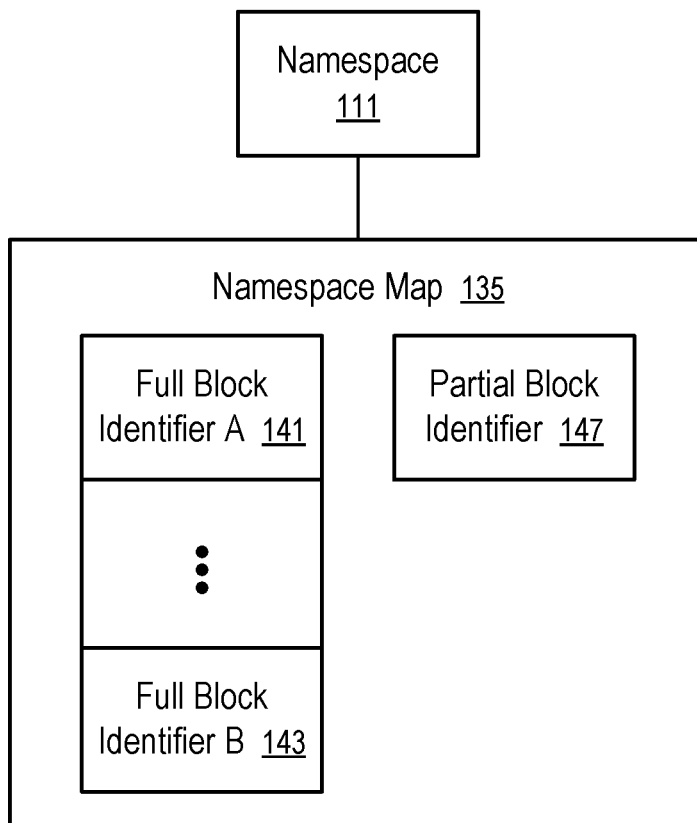 Namespace
111
Namespace Map 135
Full Block
Identifier A 141
Partial Block
Identifier 147
Full Block
Identifier B 143